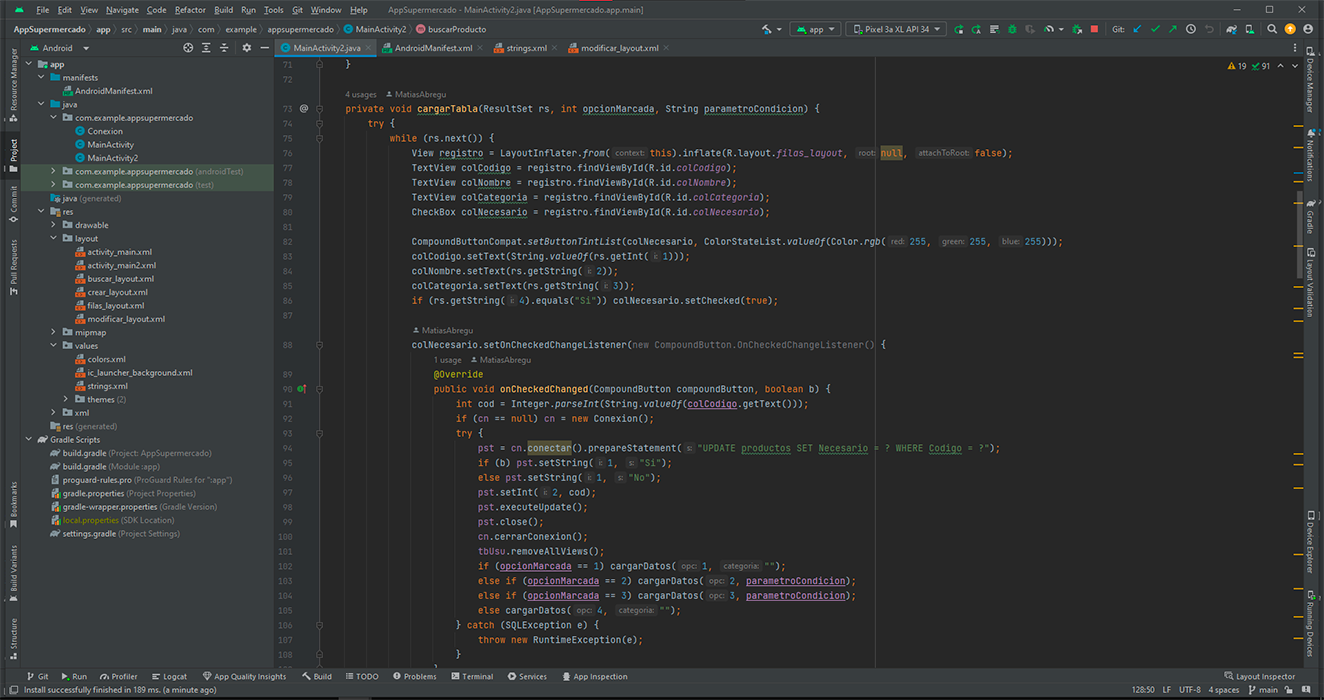 File Edit View Navigate Code Refactor Build Run Tools Git Window Help AppSupermercado - MainActivity2.java [AppSupermercado.app.main]
AppSupermercado app src main java com example appsupermercado MainActivity2 buscarProducto app Pixel 3a XL API 34 Git:
Android
MainActivity2.java AndroidManifest.xml strings.xml modificar_layout.xml
19 91
Resource Manager
Project
Commit
Pull Requests
Bookmarks
Build Variants
Structure
app
manifests
AndroidManifest.xml
java
com.example.appsupermercado
Conexion
MainActivity
MainActivity2
com.example.appsupermercado (androidTest)
com.example.appsupermercado (test)
java (generated)
res
drawable
layout
activity_main.xml
activity_main2.xml
buscar_layout.xml
crear_layout.xml
filas_layout.xml
modificar_layout.xml
mipmap
values
colors.xml
ic_launcher_background.xml
strings.xml
themes (2)
xml
res (generated)
Gradle Scripts
build.gradle (Project: AppSupermercado)
build.gradle (Module :app)
proguard-rules.pro (ProGuard Rules for ":app")
gradle.properties (Project Properties)
gradle-wrapper.properties (Gradle Version)
local.properties (SDK Location)
settings.gradle (Project Settings)
71 }
72
4 usages MatiasAbregu
73 @ private void cargarTabla(ResultSet rs, int opcionMarcada, String parametroCondicion) {
74 try {
75 while (rs.next()) {
76 View registro = LayoutInflater.from( context: this).inflate(R.layout.filas_layout, root: null, attachToRoot: false);
77 TextView colCodigo = registro.findViewById(R.id.colCodigo);
78 TextView colNombre = registro.findViewById(R.id.colNombre);
79 TextView colCategoria = registro.findViewById(R.id.colCategoria);
80 CheckBox colNecesario = registro.findViewById(R.id.colNecesario);
81
82 CompoundButtonCompat.setButtonTintList(colNecesario, ColorStateList.valueOf(Color.rgb( red: 255, green: 255, blue: 255)));
83 colCodigo.setText(String.valueOf(rs.getInt( i: 1)));
84 colNombre.setText(rs.getString( i: 2));
85 colCategoria.setText(rs.getString( i: 3));
86 if (rs.getString( i: 4).equals("Si")) colNecesario.setChecked(true);
87
MatiasAbregu
88 colNecesario.setOnCheckedChangeListener(new CompoundButton.OnCheckedChangeListener() {
1 usage MatiasAbregu
89 @Override
90 public void onCheckedChanged(CompoundButton compoundButton, boolean b) {
91 int cod = Integer.parseInt(String.valueOf(colCodigo.getText()));
92 if (cn == null) cn = new Conexion();
93 try {
94 pst = cn.conectar().prepareStatement( s: "UPDATE productos SET Necesario = ? WHERE Codigo = ?");
95 if (b) pst.setString( i: 1, s: "Si");
96 else pst.setString( i: 1, s: "No");
97 pst.setInt( i: 2, cod);
98 pst.executeUpdate();
99 pst.close();
100 cn.cerrarConexion();
101 tbUsu.removeAllViews();
102 if (opcionMarcada == 1) cargarDatos( opc: 1, categoria: "");
103 else if (opcionMarcada == 2) cargarDatos( opc: 2, parametroCondicion);
104 else if (opcionMarcada == 3) cargarDatos( opc: 3, parametroCondicion);
105 else cargarDatos( opc: 4, categoria: "");
106 } catch (SQLException e) {
107 throw new RuntimeException(e);
108 }
Device Manager
Notifications
Gradle
Layout Validation
Device Explorer
Running Devices
Git Run Profiler Logcat App Quality Insights Build TODO Problems Terminal Services App Inspection Layout Inspector
Install successfully finished in 189 ms. (a minute ago) 128:50 LF UTF-8 4 spaces main